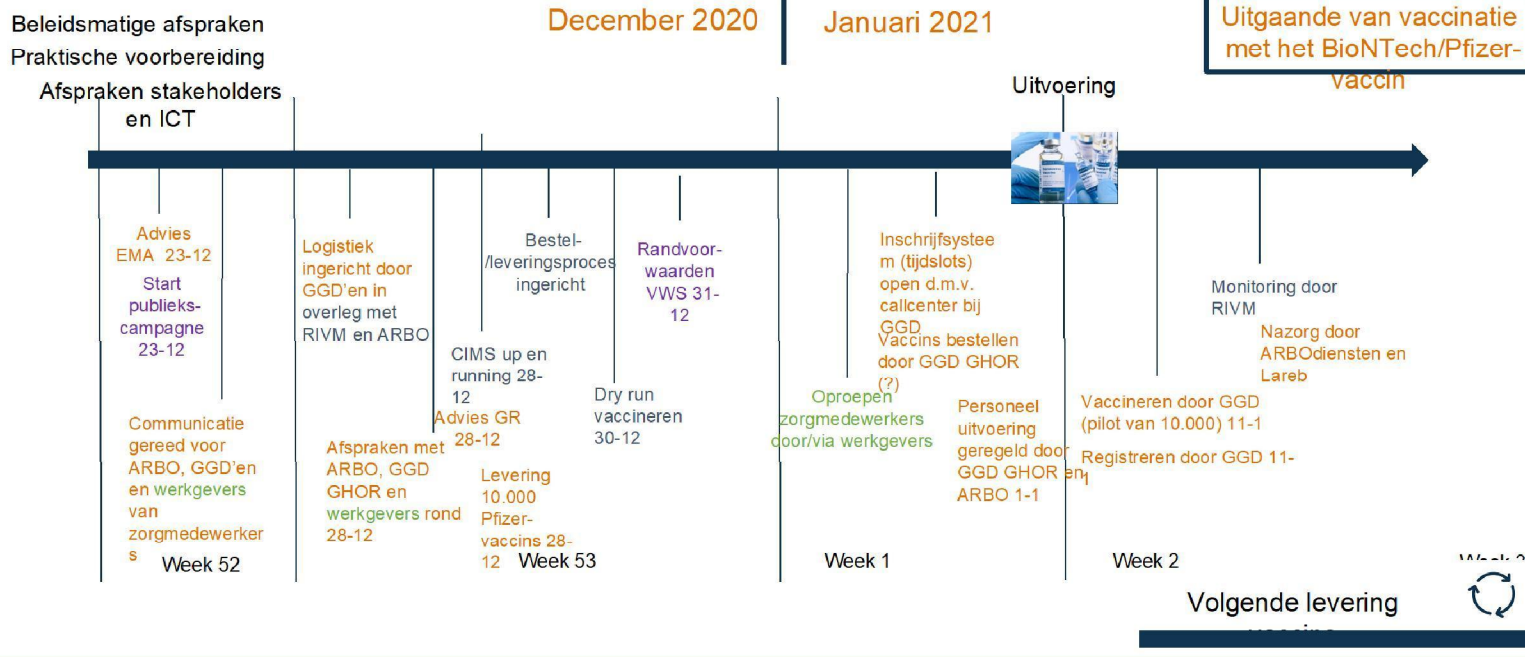 Beleidsmatige afspraken
Praktische voorbereiding
Afspraken stakeholders
en ICT
December 2020
Januari 2021
Uitgaande van vaccinatie
met het BioNTech/Pfizer-
vaccin
Uitvoering
Advies
EMA 23-12
Start
publieks-
campagne
23-12
Communicatie
gereed voor
ARBO, GGD'en
en werkgevers
van
zorgmedewerker
s
Logistiek
ingericht door
GGD'en in
overleg met
RIVM en ARBO
Afspraken met
ARBO, GGD
GHOR en
werkgevers rond
28-12
CIMS up en
running 28-
12
Advies GR
28-12
Levering
10.000
Pfizer-
vaccins 28-
12
Bestel-
/leveringsproces
ingericht
Dry run
vaccineren
30-12
Randvoor-
waarden
VWS 31-
12
Oproepen
zorgmedewerkers
door/via werkgevers
Inschrijfsystee
m (tijdslots)
open d.m.v.
callcenter bij
GGD
Vaccins bestellen
door GGD GHOR
(?)
Personeel
uitvoering
geregeld door
GGD GHOR en
ARBO 1-1
Vaccineren door GGD
(pilot van 10.000) 11-1
Registreren door GGD 11-
1
Monitoring door
RIVM
Nazorg door
ARBOdiensten en
Lareb
Week 52
Week 53
Week 1
Week 2
Volgende levering